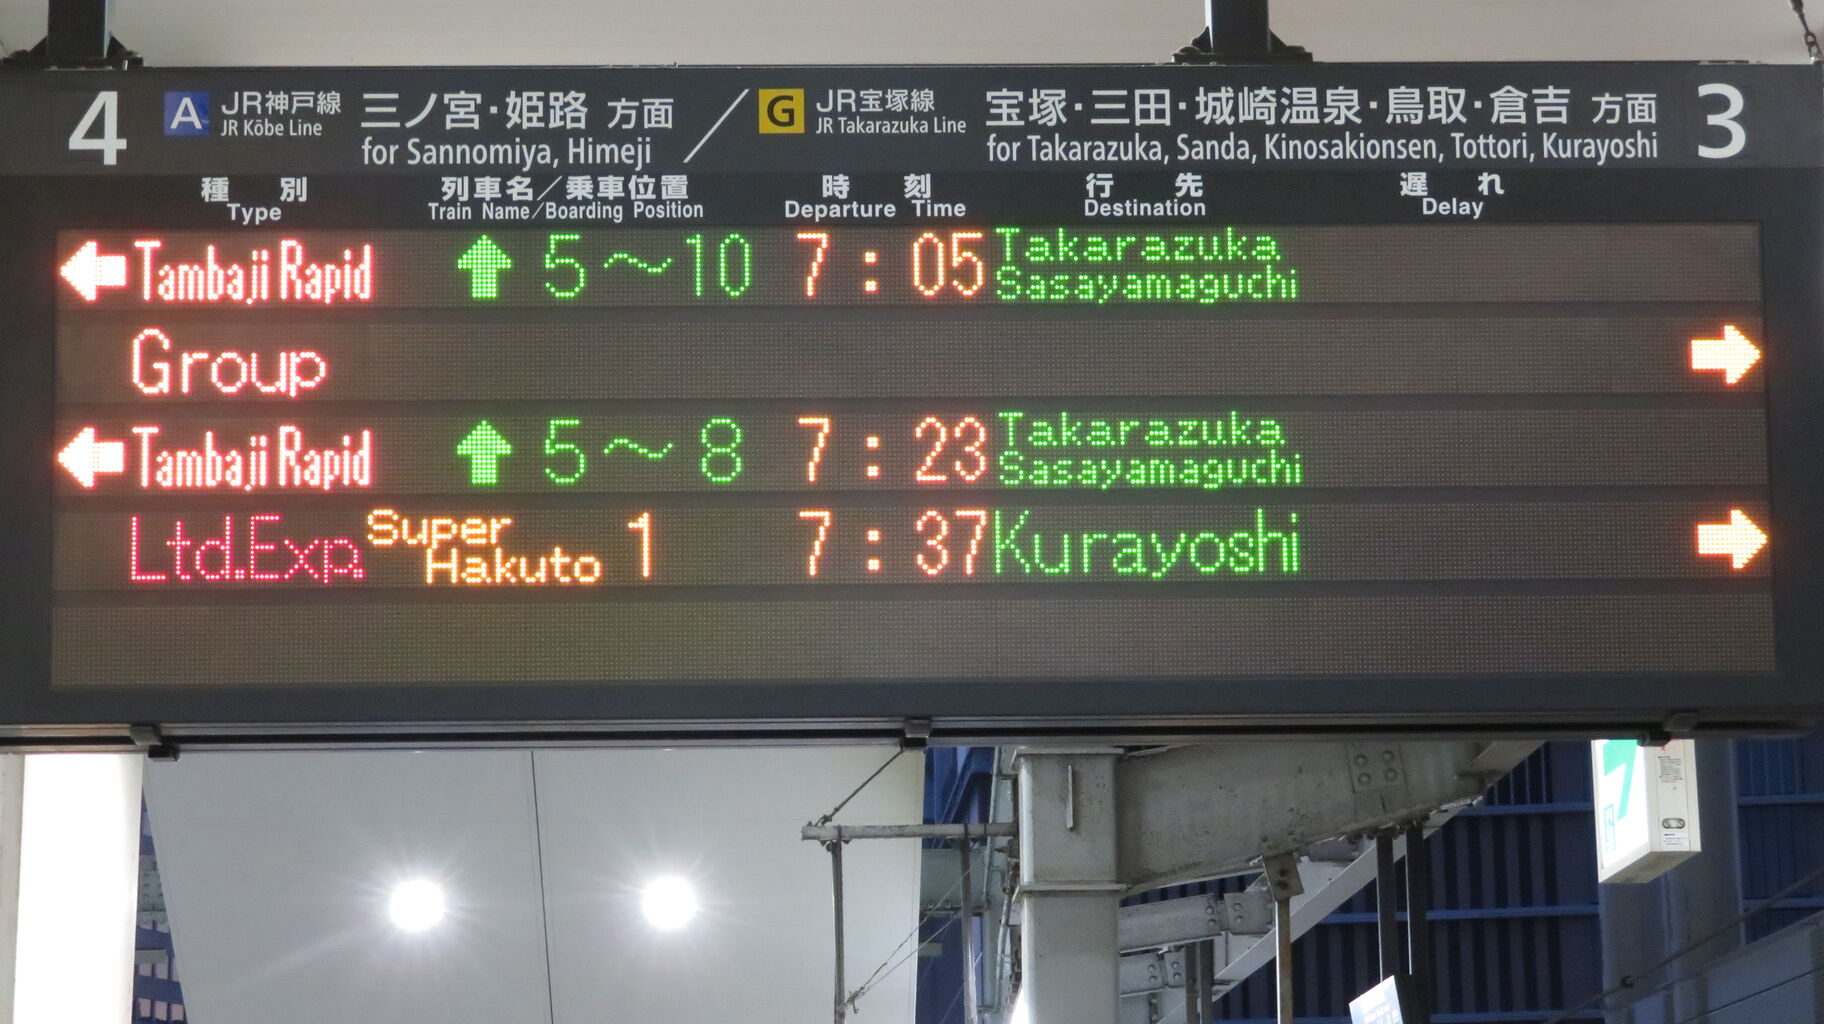 4 A JR神戸線 三ノ宮・姫路 方面 / G JR宝塚線 宝塚・三田・城崎温泉・鳥取・倉吉 方面 3
JR Kōbe Line for Sannomiya, Himeji JR Takarazuka Line for Takarazuka, Sanda, Kinosakionsen, Tottori, Kurayoshi
種別 列車名/乗車位置 時刻 行先 遅れ
Type Train Name/Boarding Position Departure Time Destination Delay
← Tambaji Rapid ↑ 5～10 7:05 Takarazuka
Sasayamaguchi
Group →
← Tambaji Rapid ↑ 5～8 7:23 Takarazuka
Sasayamaguchi
Ltd.Exp. Super Hakuto 1 7:37 Kurayoshi →